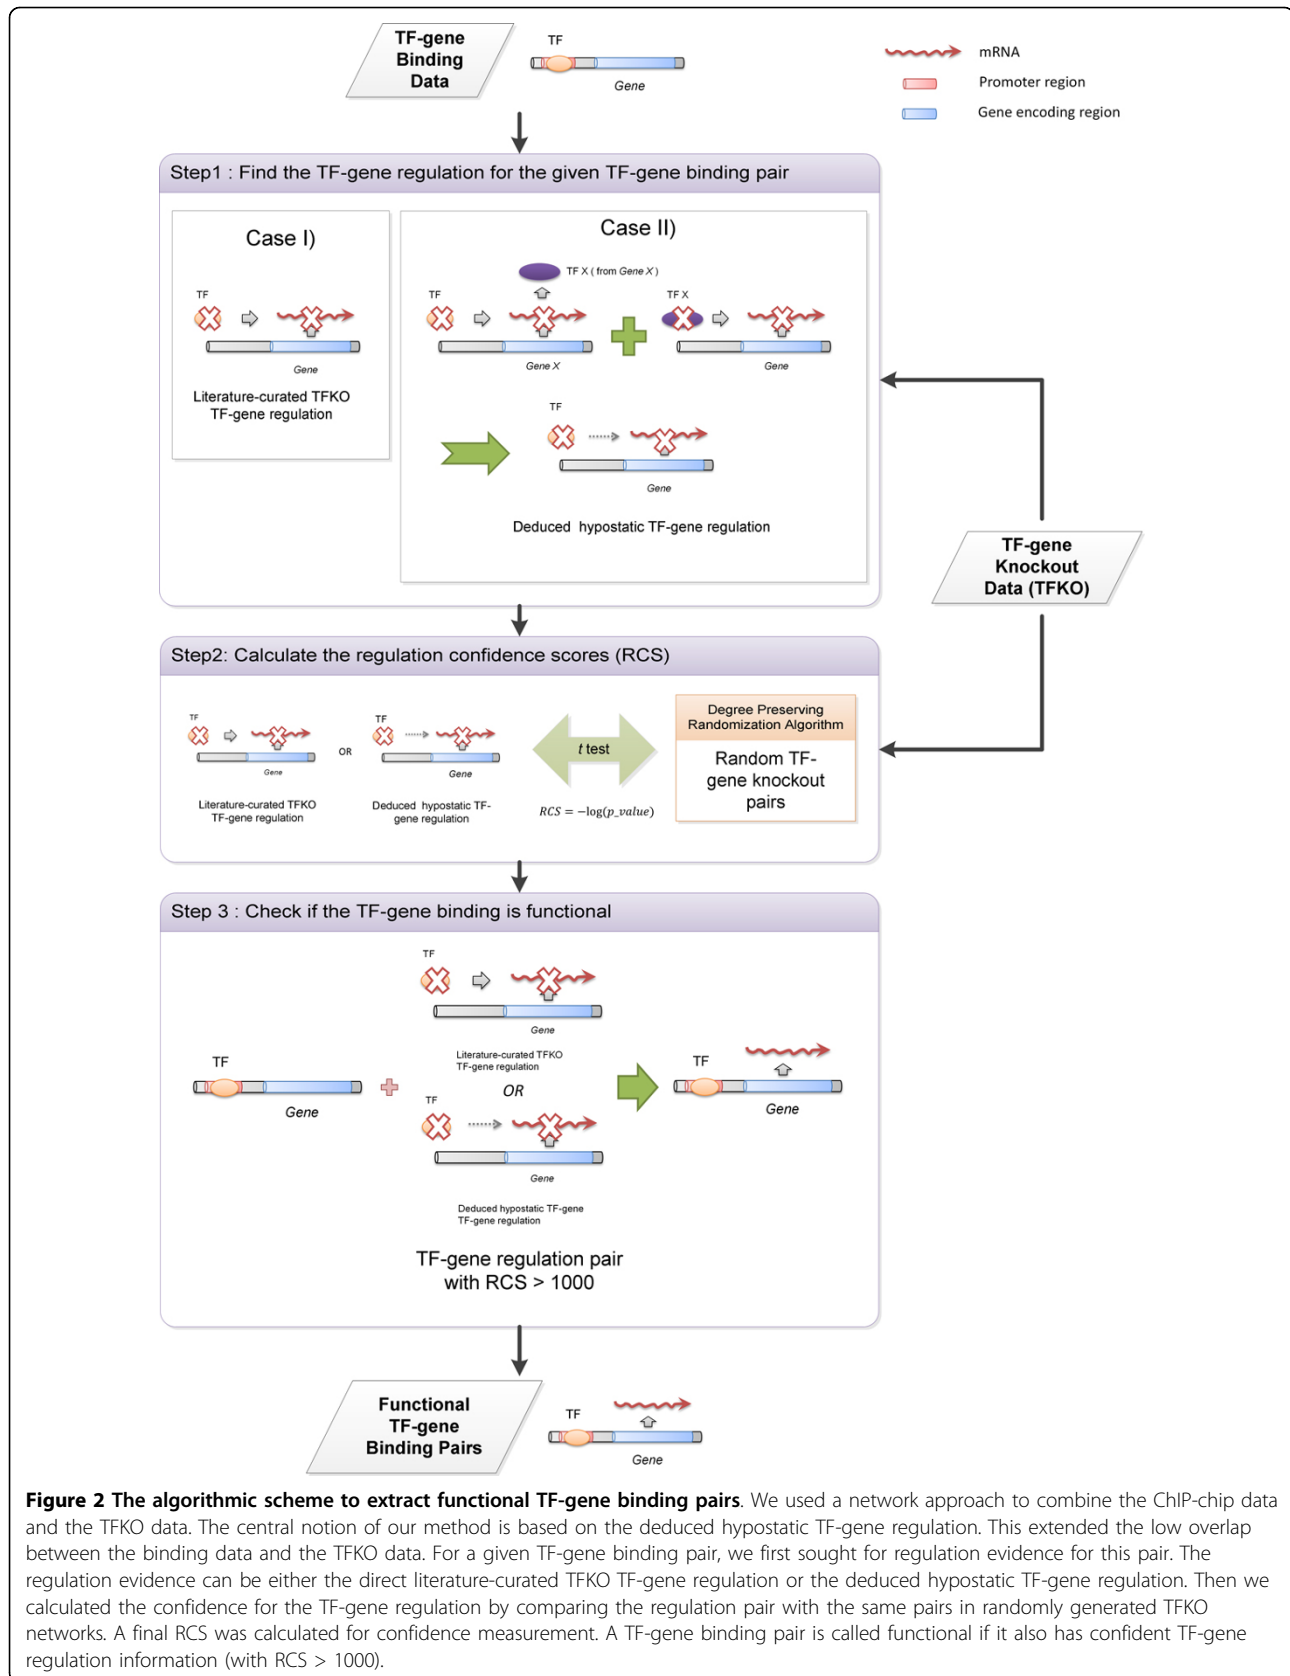 TF-gene
Binding
Data
TF
Gene
mRNA
Promoter region
Gene encoding region
Step1 : Find the TF-gene regulation for the given TF-gene binding pair
Case I)
TF
Gene
Literature-curated TFKO
TF-gene regulation
Case II)
TF X ( from Gene X )
TF
Gene X
TF X
Gene
TF
Gene
Deduced hypostatic TF-gene regulation
TF-gene
Knockout
Data (TFKO)
Step2: Calculate the regulation confidence scores (RCS)
TF
Gene
Literature-curated TFKO
TF-gene regulation
OR
TF
Gene
Deduced hypostatic TF-
gene regulation
t test
RCS = −log(p_value)
Degree Preserving
Randomization Algorithm
Random TF-
gene knockout
pairs
Step 3 : Check if the TF-gene binding is functional
TF
Gene
TF
Gene
Literature-curated TFKO
TF-gene regulation
OR
TF
Gene
Deduced hypostatic TF-gene
TF-gene regulation
TF-gene regulation pair
with RCS > 1000
TF
Gene
Functional
TF-gene
Binding Pairs
TF
Gene
Figure 2 The algorithmic scheme to extract functional TF-gene binding pairs. We used a network approach to combine the ChIP-chip data
and the TFKO data. The central notion of our method is based on the deduced hypostatic TF-gene regulation. This extended the low overlap
between the binding data and the TFKO data. For a given TF-gene binding pair, we first sought for regulation evidence for this pair. The
regulation evidence can be either the direct literature-curated TFKO TF-gene regulation or the deduced hypostatic TF-gene regulation. Then we
calculated the confidence for the TF-gene regulation by comparing the regulation pair with the same pairs in randomly generated TFKO
networks. A final RCS was calculated for confidence measurement. A TF-gene binding pair is called functional if it also has confident TF-gene
regulation information (with RCS > 1000).